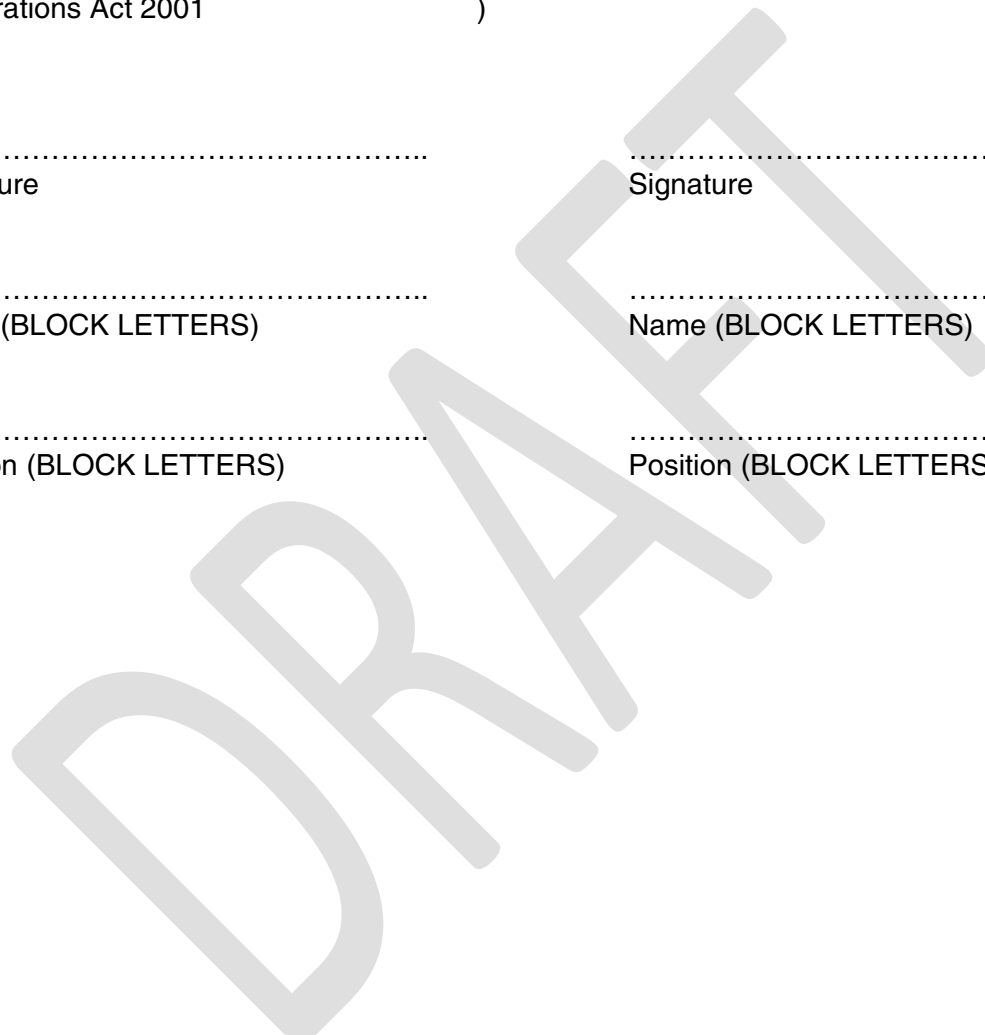 rations Act 2001 )
…………………………………….. ………………………………
ure Signature
…………………………………….. ………………………………
(BLOCK LETTERS) Name (BLOCK LETTERS)
…………………………………….. ………………………………
on (BLOCK LETTERS) Position (BLOCK LETTERS
DRAFT